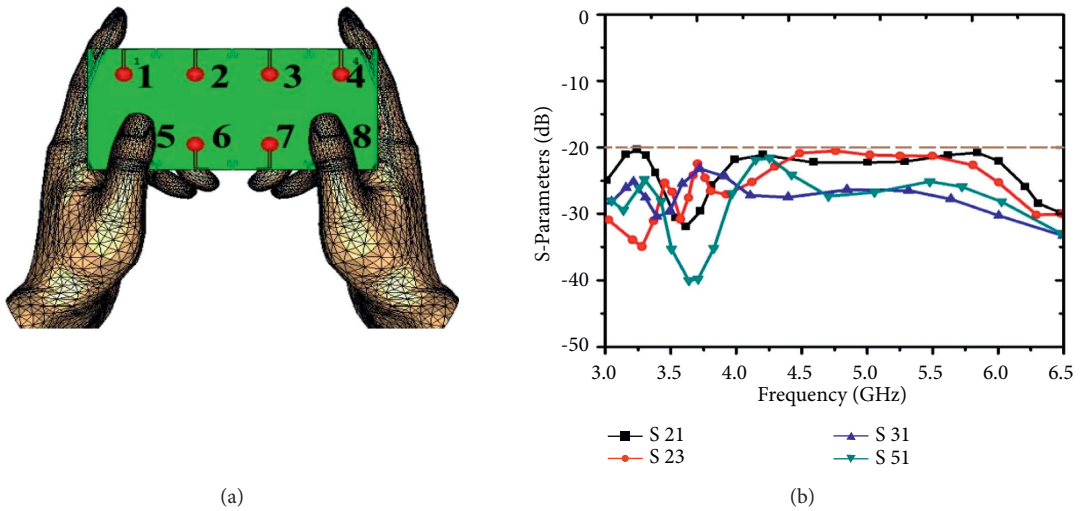 1
4
1 2 3 4
5 6 7 8
(a)
0
-10
-20
-30
-40
-50
S-Parameters (dB)
3.0 3.5 4.0 4.5 5.0 5.5 6.0 6.5
Frequency (GHz)
S 21
S 23
S 31
S 51
(b)